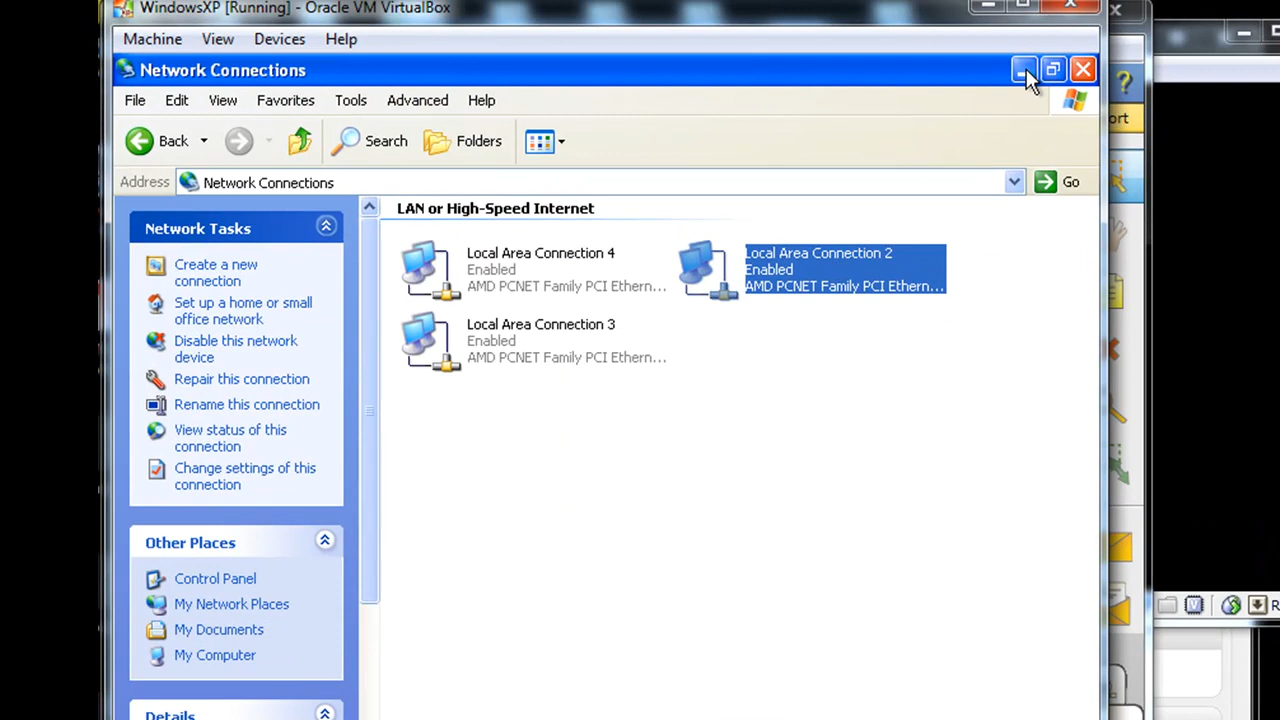 WindowsXP [Running] - Oracle VM VirtualBox
Machine View Devices Help
Network Connections
File Edit View Favorites Tools Advanced Help
Back Search Folders
Address Network Connections Go
ort
LAN or High-Speed Internet
Network Tasks
Create a new
connection
Set up a home or small
office network
Disable this network
device
Repair this connection
Rename this connection
View status of this
connection
Change settings of this
connection
Local Area Connection 4
Enabled
AMD PCNET Family PCI Ethern...
Local Area Connection 2
Enabled
AMD PCNET Family PCI Ethern...
Local Area Connection 3
Enabled
AMD PCNET Family PCI Ethern...
Other Places
Control Panel
My Network Places
My Documents
My Computer
Details
R